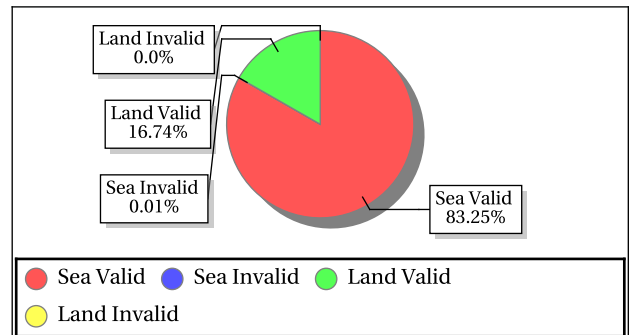 Land Invalid
0.0%
Land Valid
16.74%
Sea Invalid
0.01%
Sea Valid
83.25%
Sea Valid Sea Invalid Land Valid
Land Invalid